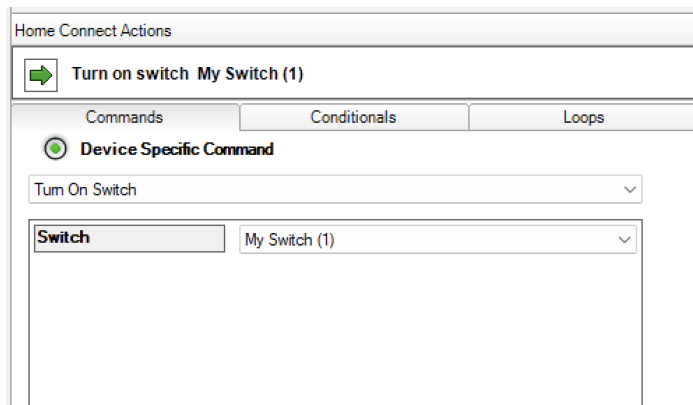 Home Connect Actions
Turn on switch  My Switch (1)
Commands Conditionals Loops
Device Specific Command
Turn On Switch
Switch My Switch (1)